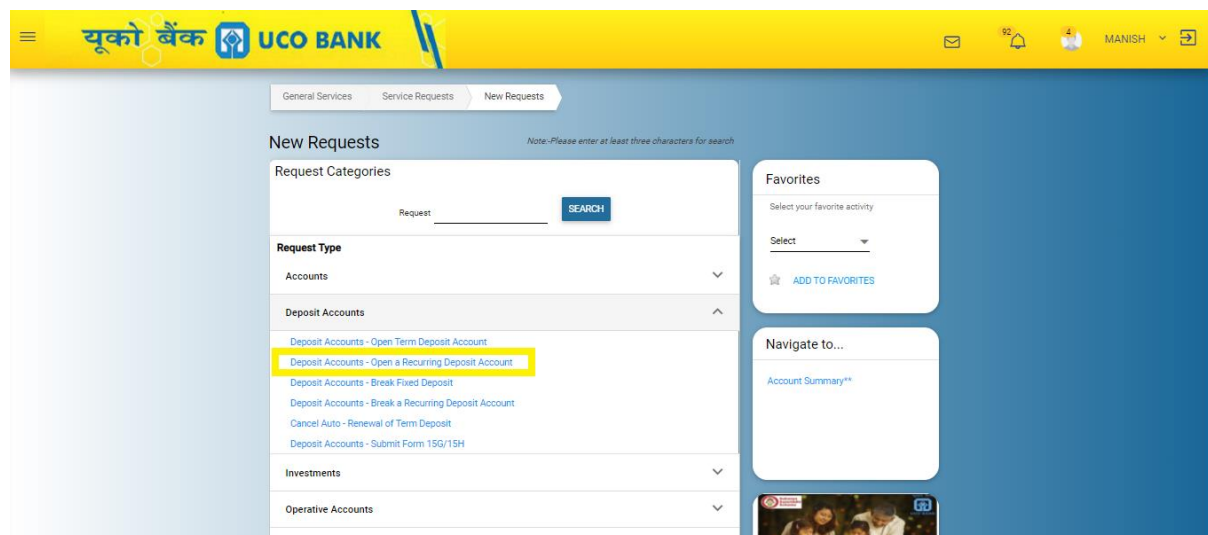 यूको बैंक UCO BANK
92
4
MANISH
General Services Service Requests New Requests
New Requests
Note:-Please enter at least three characters for search
Request Categories
Request
SEARCH
Request Type
Accounts
Deposit Accounts
Deposit Accounts - Open Term Deposit Account
Deposit Accounts - Open a Recurring Deposit Account
Deposit Accounts - Break Fixed Deposit
Deposit Accounts - Break a Recurring Deposit Account
Cancel Auto - Renewal of Term Deposit
Deposit Accounts - Submit Form 15G/15H
Investments
Operative Accounts
Favorites
Select your favorite activity
Select
ADD TO FAVORITES
Navigate to...
Account Summary**